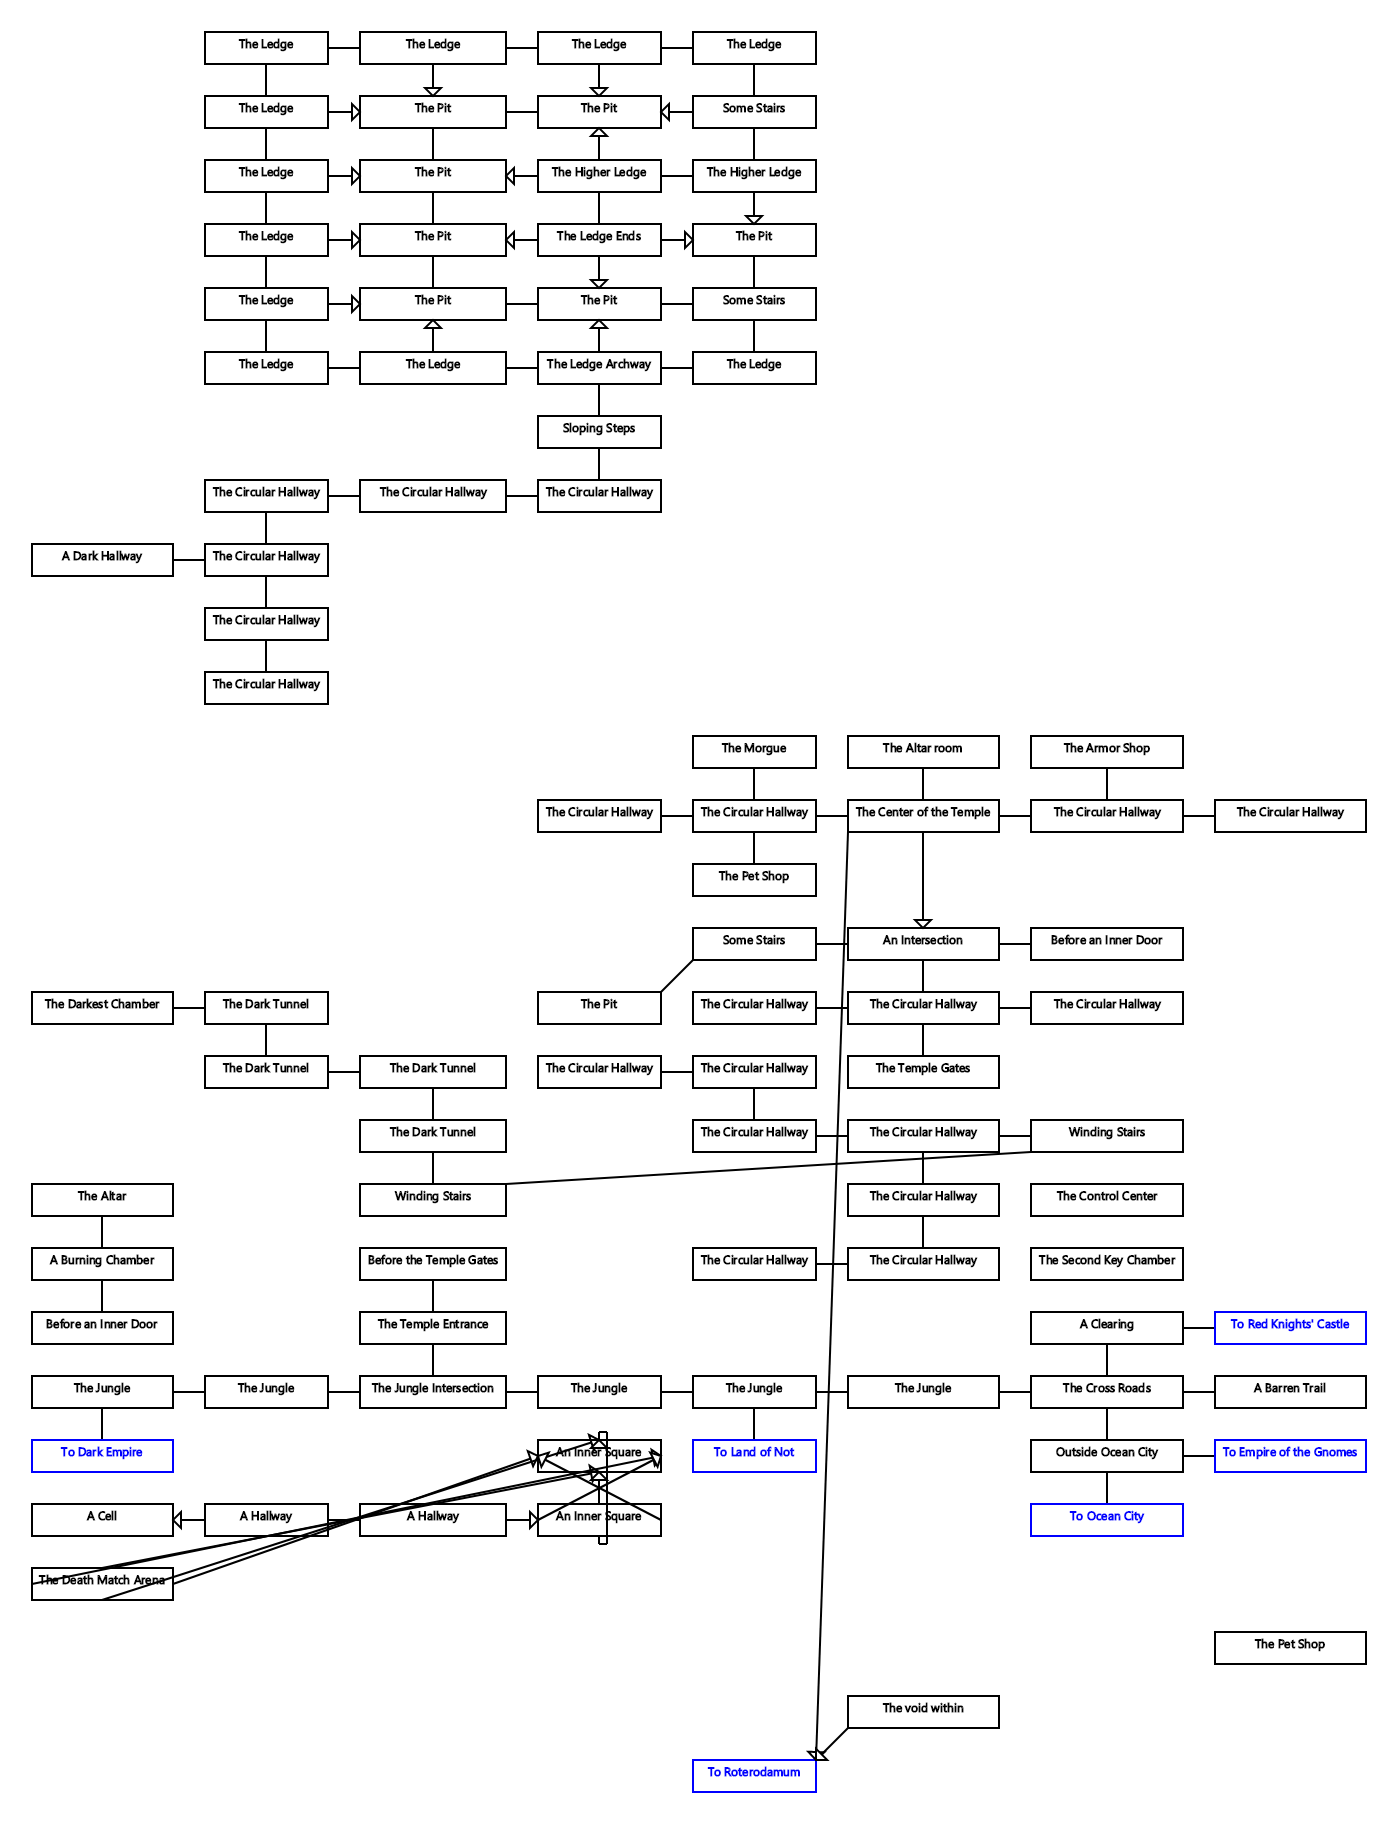 The Ledge
The Ledge
The Ledge
The Ledge
The Ledge
The Pit
The Pit
Some Stairs
The Ledge
The Pit
The Higher Ledge
The Higher Ledge
The Ledge
The Pit
The Ledge Ends
The Pit
The Ledge
The Pit
The Pit
Some Stairs
The Ledge
The Ledge
The Ledge Archway
The Ledge
Sloping Steps
The Circular Hallway
The Circular Hallway
The Circular Hallway
A Dark Hallway
The Circular Hallway
The Circular Hallway
The Circular Hallway
The Morgue
The Altar room
The Armor Shop
The Circular Hallway
The Circular Hallway
The Center of the Temple
The Circular Hallway
The Circular Hallway
The Pet Shop
Some Stairs
An Intersection
Before an Inner Door
The Darkest Chamber
The Dark Tunnel
The Pit
The Circular Hallway
The Circular Hallway
The Circular Hallway
The Dark Tunnel
The Dark Tunnel
The Circular Hallway
The Circular Hallway
The Temple Gates
The Dark Tunnel
The Circular Hallway
The Circular Hallway
Winding Stairs
The Altar
Winding Stairs
The Circular Hallway
The Control Center
A Burning Chamber
Before the Temple Gates
The Circular Hallway
The Circular Hallway
The Second Key Chamber
Before an Inner Door
The Temple Entrance
A Clearing
To Red Knights' Castle
The Jungle
The Jungle
The Jungle Intersection
The Jungle
The Jungle
The Jungle
The Cross Roads
A Barren Trail
To Dark Empire
An Inner Square
To Land of Not
Outside Ocean City
To Empire of the Gnomes
A Cell
A Hallway
A Hallway
An Inner Square
To Ocean City
The Death Match Arena
The Pet Shop
The void within
To Roterodamum